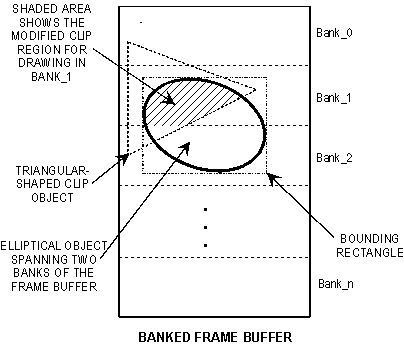 SHADED AREA
SHOWS THE
MODIFIED CLIP
REGION FOR
DRAWING IN
BANK_1
Bank_0
Bank_1
Bank_2
TRIANGULAR-
SHAPED CLIP
OBJECT
ELLIPTICAL OBJECT
SPANNING TWO
BANKS OF THE
FRAME BUFFER
BOUNDING
RECTANGLE
Bank_n
BANKED FRAME BUFFER